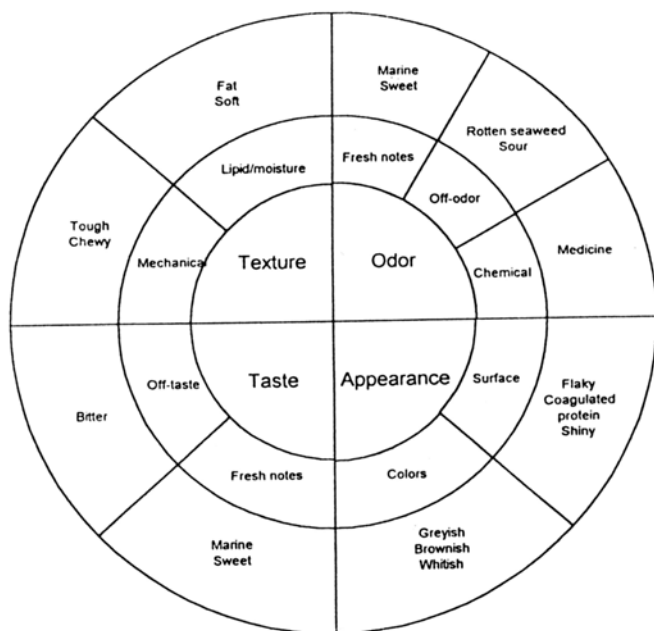 Fat
Soft
Marine
Sweet
Rotten seaweed
Sour
Lipid/moisture
Fresh notes
Off-odor
Tough
Chewy
Mechanical
Texture
Odor
Chemical
Medicine
Taste
Appearance
Off-taste
Surface
Bitter
Flaky
Coagulated
protein
Shiny
Fresh notes
Colors
Marine
Sweet
Greyish
Brownish
Whitish